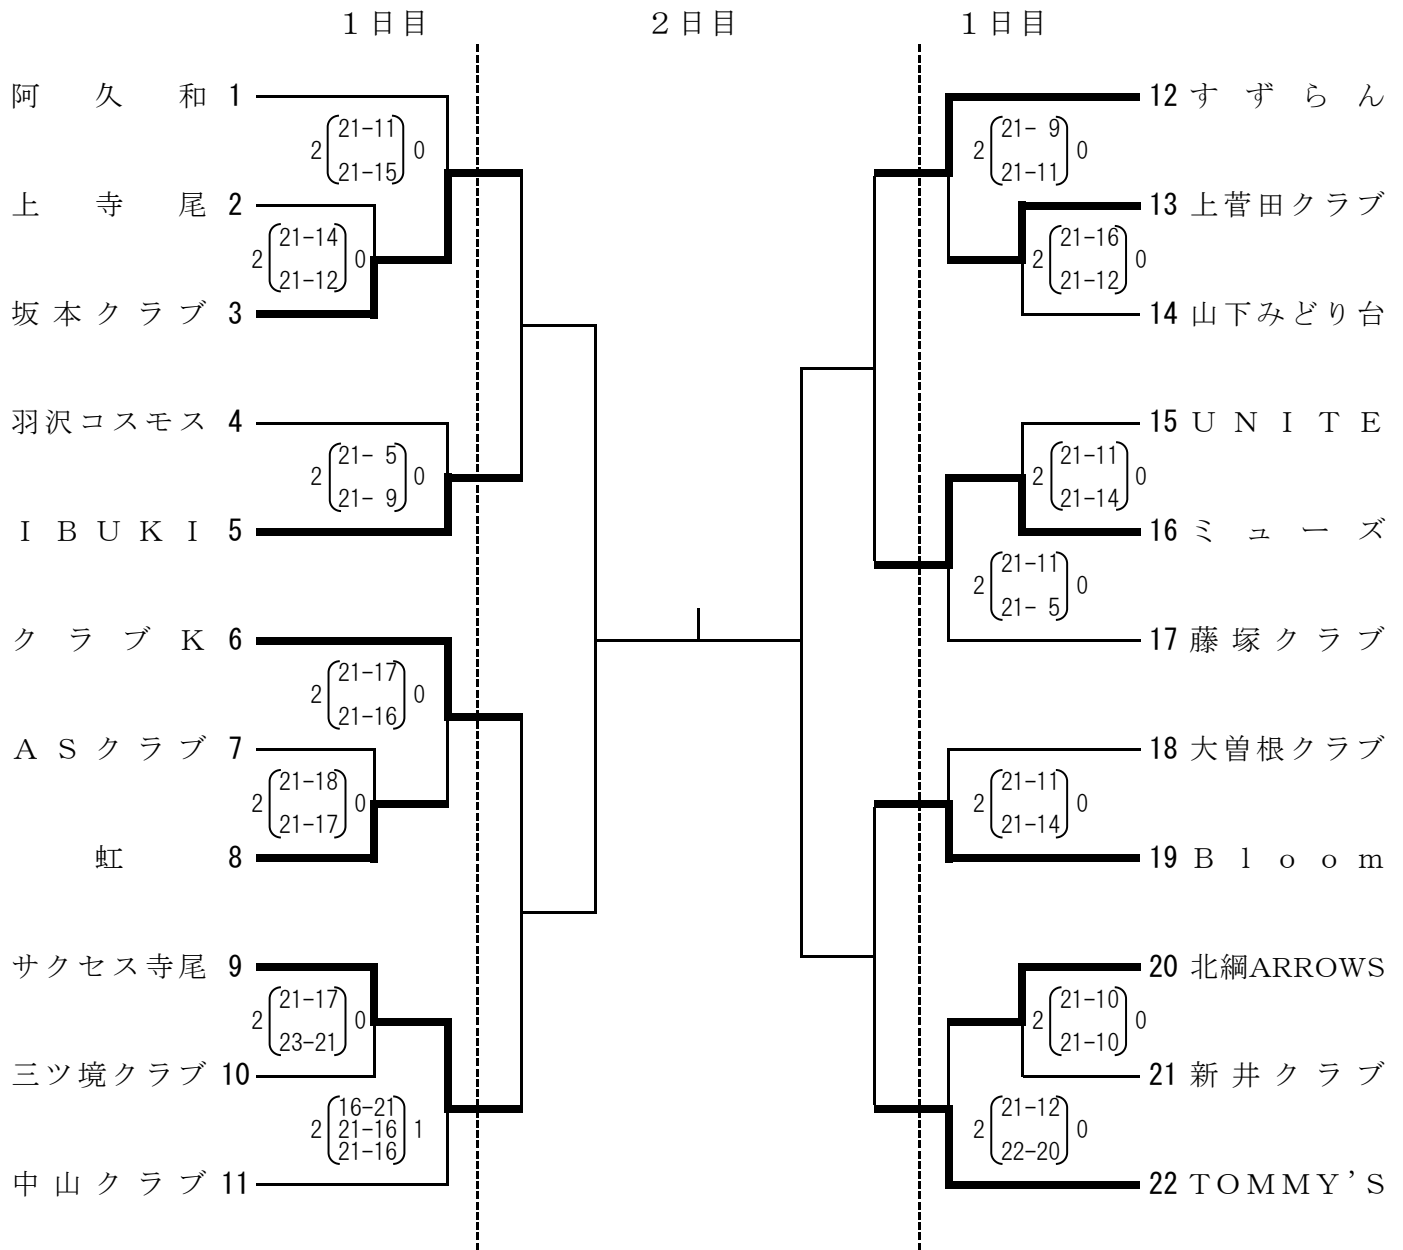 １日目 ２日目 １日目
阿久和 1 12 すずらん
2 21-11 0 2 21- 9 0
21-15 21-11
上寺尾 2 13 上菅田クラブ
2 21-14 0 2 21-16 0
21-12 21-12
坂本クラブ 3 14 山下みどり台
羽沢コスモス 4 15 ＵＮＩＴＥ
2 21- 5 0 2 21-11 0
21- 9 21-14
ＩＢＵＫＩ 5 16 ミューズ
2 21-11 0
21- 5
クラブＫ 6 17 藤塚クラブ
2 21-17 0
21-16
ＡＳクラブ 7 18 大曽根クラブ
2 21-18 0 2 21-11 0
21-17 21-14
虹 8 19 Ｂｌｏｏｍ
サクセス寺尾 9 20 北綱ARROWS
2 21-17 0 2 21-10 0
23-21 21-10
三ツ境クラブ 10 21 新井クラブ
16-21 21-12
2 21-16 1 2 0
21-16 22-20
中山クラブ 11 22 ＴＯＭＭＹ’Ｓ